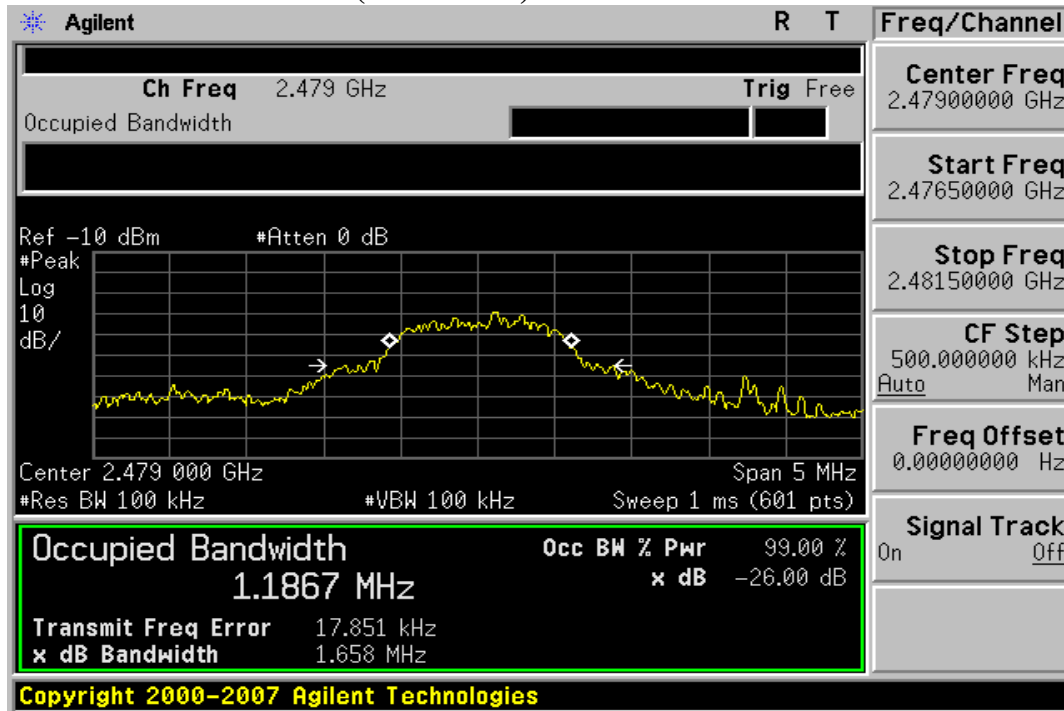 Agilent R T Freq/Channel
Ch Freq 2.479 GHz Trig Free
Occupied Bandwidth
Center Freq
2.47900000 GHz
Start Freq
2.47650000 GHz
Stop Freq
2.48150000 GHz
CF Step
500.000000 kHz
Auto Man
Freq Offset
0.00000000 Hz
Signal Track
On Off
Ref -10 dBm #Atten 0 dB
#Peak
Log
10
dB/
Center 2.479 000 GHz Span 5 MHz
#Res BW 100 kHz #VBW 100 kHz Sweep 1 ms (601 pts)
Occupied Bandwidth Occ BW % Pwr 99.00 %
1.1867 MHz x dB -26.00 dB
Transmit Freq Error 17.851 kHz
x dB Bandwidth 1.658 MHz
Copyright 2000-2007 Agilent Technologies